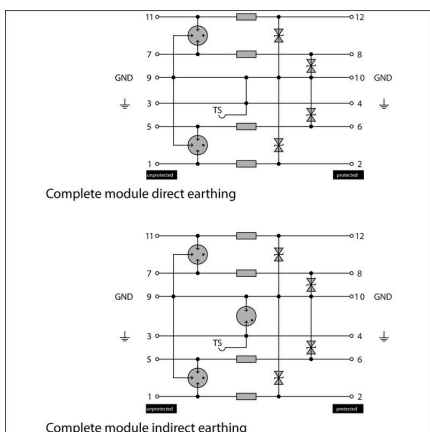 11 12
7 8
GND 9 10 GND
3 4
TS
5 6
1 2
unprotected protected
Complete module direct earthing
11 12
7 8
GND 9 10 GND
3 4
TS
5 6
1 2
unprotected protected
Complete module indirect earthing